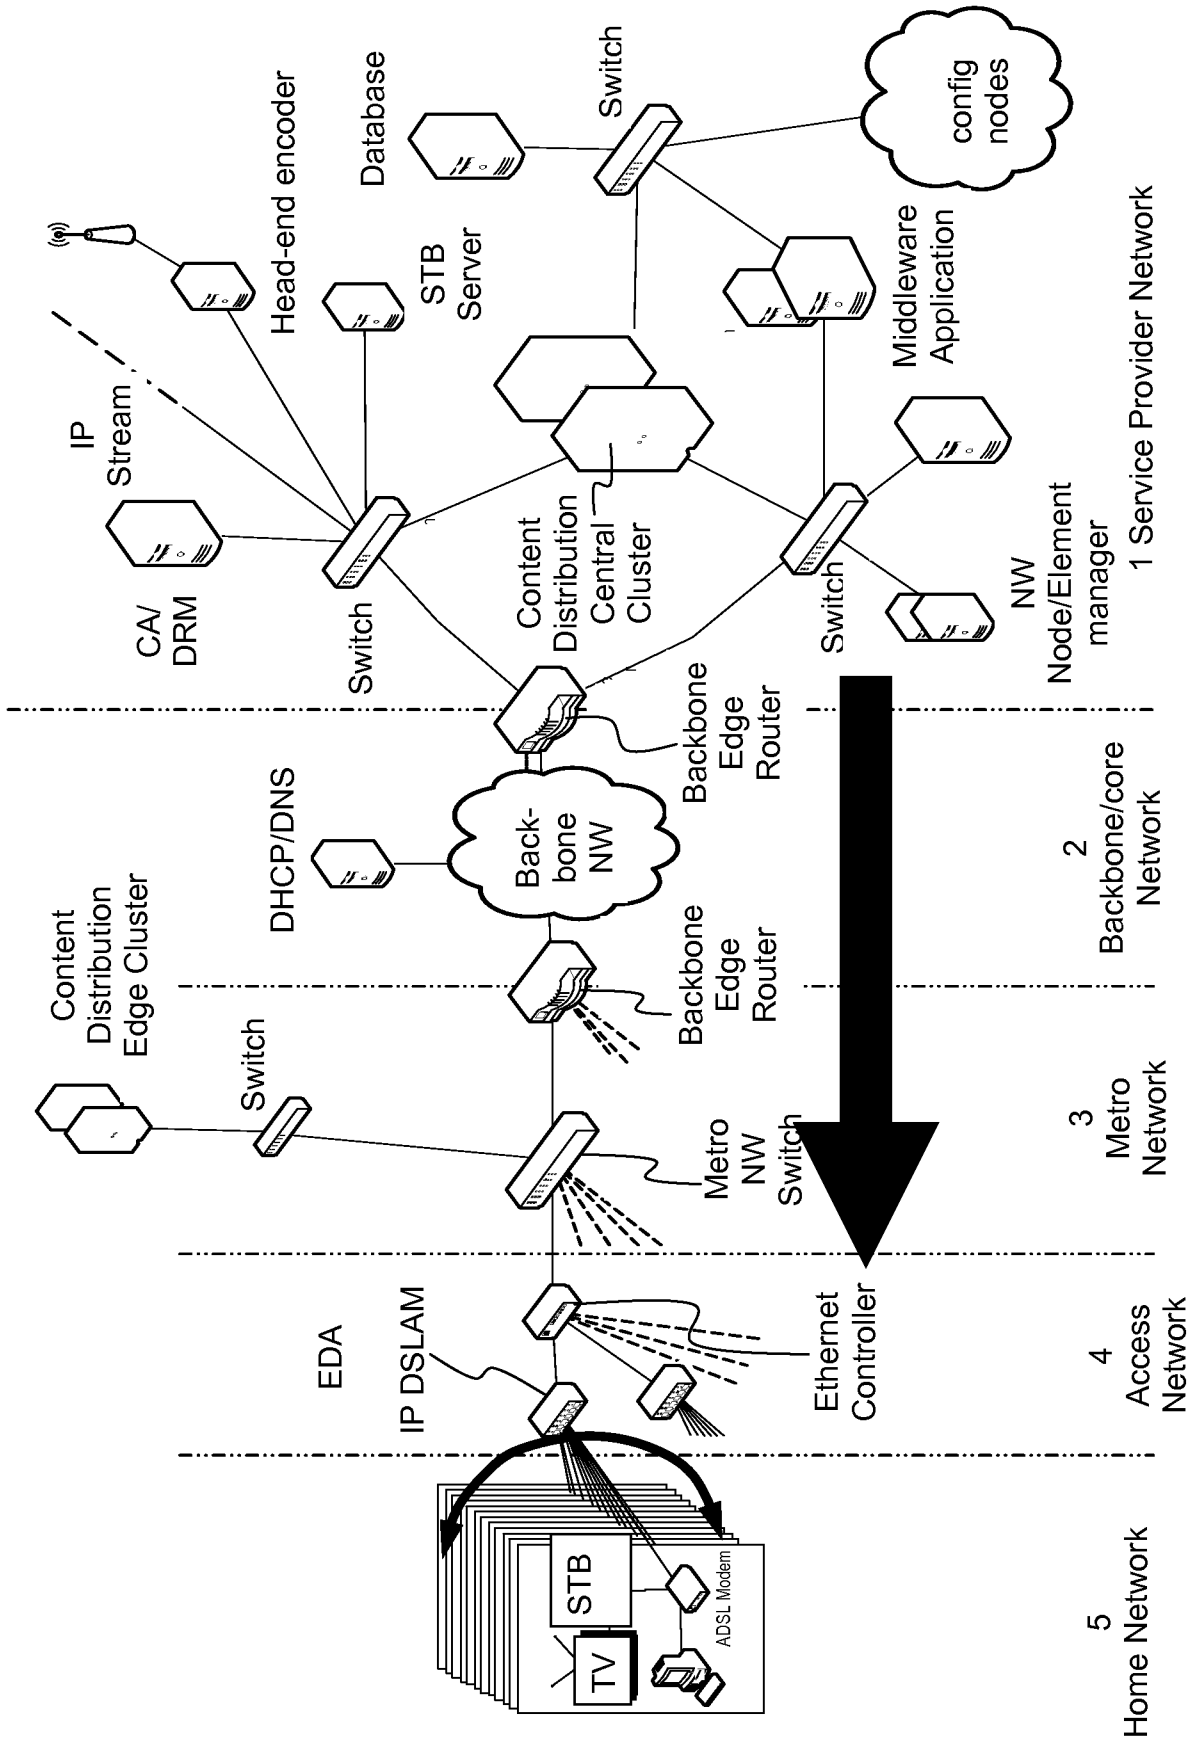 IP
Stream
Head-end encoder
CA/
DRM
STB
Server
Database
Switch
Switch
Content
Distribution
Central
Cluster
config
nodes
Middleware
Application
Switch
NW
Node/Element
manager
1 Service Provider Network
DHCP/DNS
Back-
bone
NW
Backbone
Edge
Router
Backbone
Edge
Router
2
Backbone/core
Network
Content
Distribution
Edge Cluster
Switch
Metro
NW
Switch
3
Metro
Network
EDA
IP DSLAM
Ethernet
Controller
4
Access
Network
STB
TV
ADSL Modem
5
Home Network